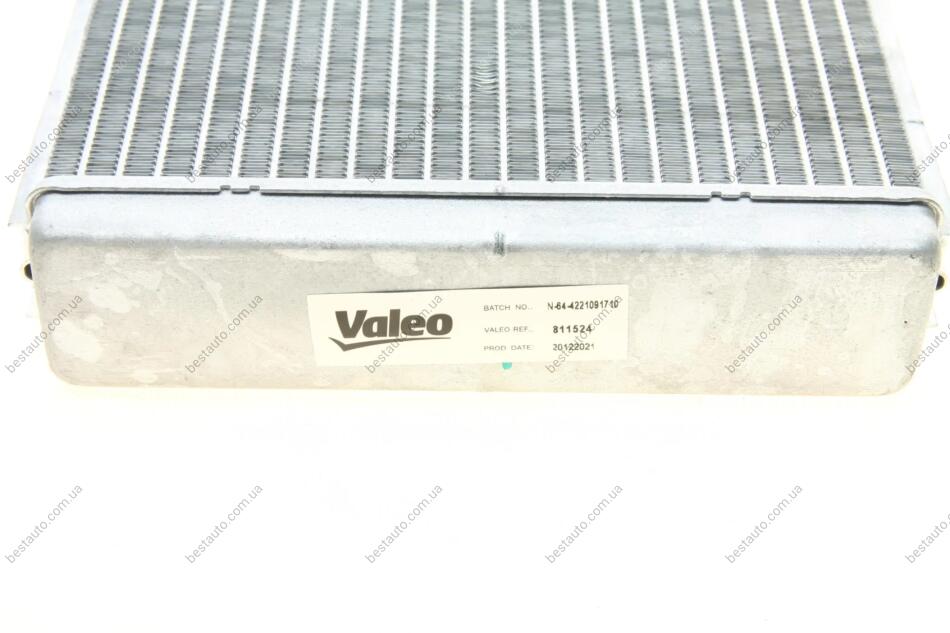 Valeo
BATCH NO.. N-64-4221091710
VALEO REF.. 811524
PROD. DATE: 20122021
bestauto.com.ua